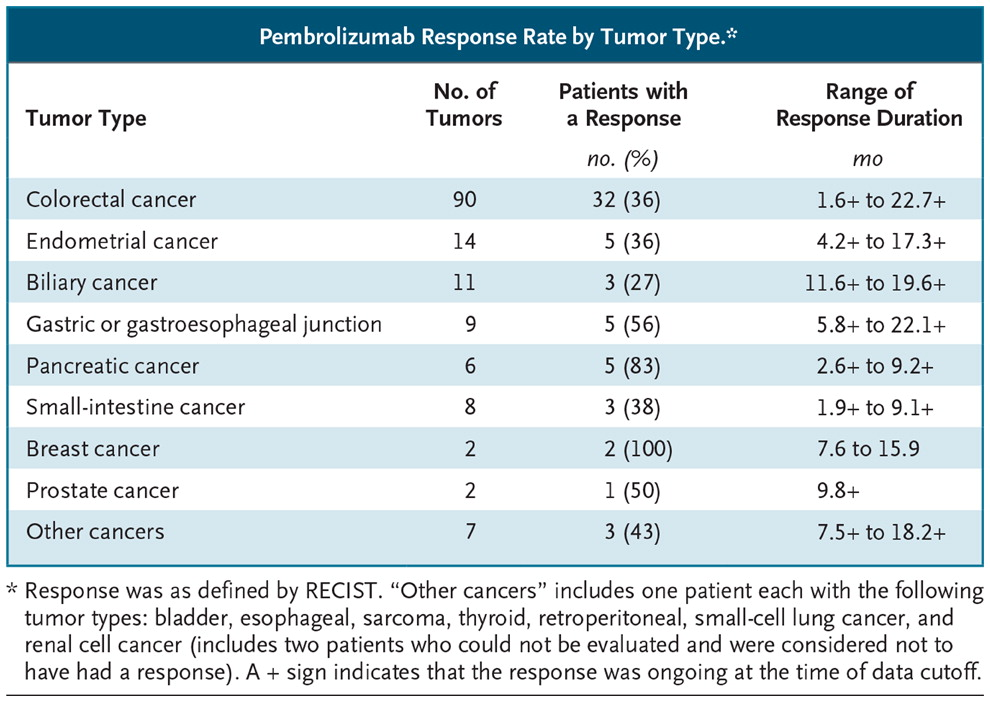 Pembrolizumab Response Rate by Tumor Type.*
Tumor Type No. of Tumors Patients with a Response Range of Response Duration
no. (%) mo
Colorectal cancer 90 32 (36) 1.6+ to 22.7+
Endometrial cancer 14 5 (36) 4.2+ to 17.3+
Biliary cancer 11 3 (27) 11.6+ to 19.6+
Gastric or gastroesophageal junction 9 5 (56) 5.8+ to 22.1+
Pancreatic cancer 6 5 (83) 2.6+ to 9.2+
Small-intestine cancer 8 3 (38) 1.9+ to 9.1+
Breast cancer 2 2 (100) 7.6 to 15.9
Prostate cancer 2 1 (50) 9.8+
Other cancers 7 3 (43) 7.5+ to 18.2+
* Response was as defined by RECIST. “Other cancers” includes one patient each with the following
tumor types: bladder, esophageal, sarcoma, thyroid, retroperitoneal, small-cell lung cancer, and
renal cell cancer (includes two patients who could not be evaluated and were considered not to
have had a response). A + sign indicates that the response was ongoing at the time of data cutoff.